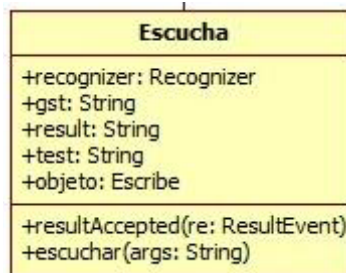 Escucha
+recognizer: Recognizer
+gst: String
+result: String
+test: String
+objeto: Escribe
+resultAccepted(re: ResultEvent)
+escuchar(args: String)